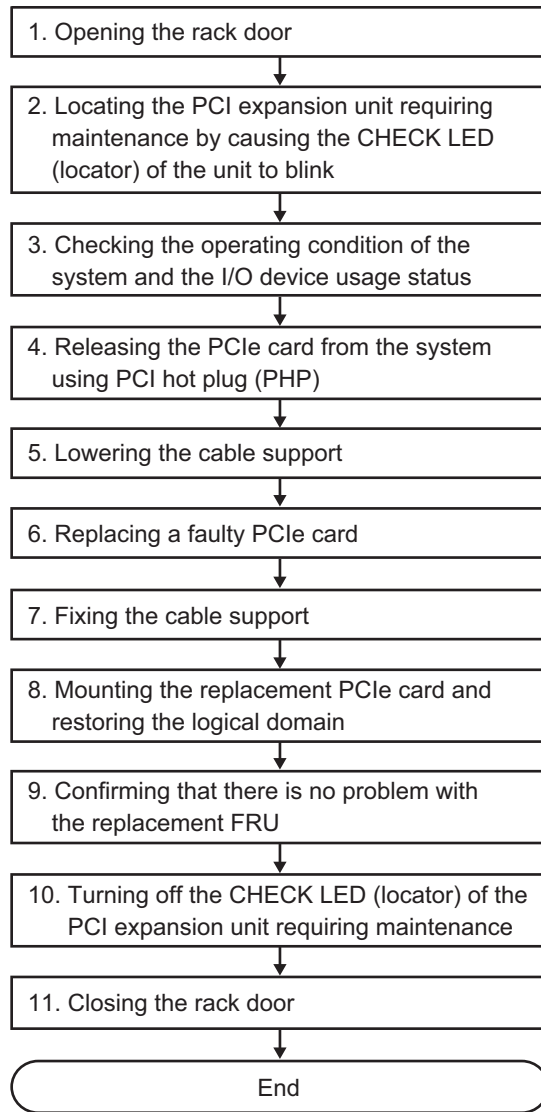 1. Opening the rack door
2. Locating the PCI expansion unit requiring
maintenance by causing the CHECK LED
(locator) of the unit to blink
3. Checking the operating condition of the
system and the I/O device usage status
4. Releasing the PCIe card from the system
using PCI hot plug (PHP)
5. Lowering the cable support
6. Replacing a faulty PCIe card
7. Fixing the cable support
8. Mounting the replacement PCIe card and
restoring the logical domain
9. Confirming that there is no problem with
the replacement FRU
10. Turning off the CHECK LED (locator) of the
PCI expansion unit requiring maintenance
11. Closing the rack door
End